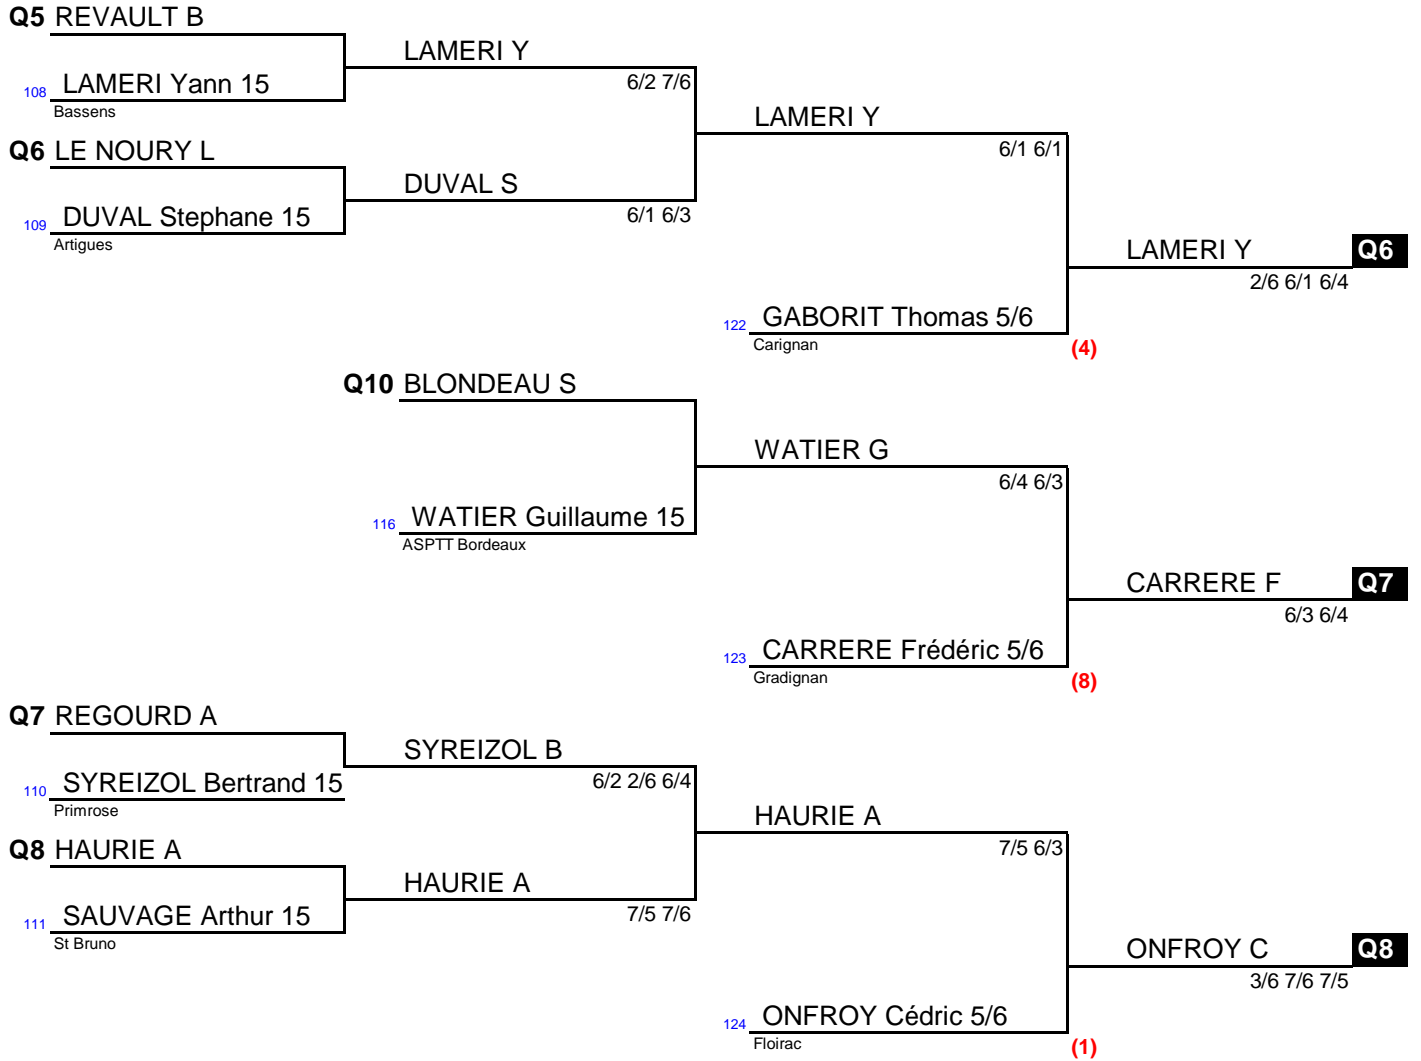 Q5 REVAULT B
LAMERI Y
108 LAMERI Yann 15
6/2 7/6
Bassens
LAMERI Y
Q6 LE NOURY L
6/1 6/1
DUVAL S
109 DUVAL Stephane 15
6/1 6/3
Artigues
LAMERI Y Q6
2/6 6/1 6/4
122 GABORIT Thomas 5/6
Carignan
(4)
Q10 BLONDEAU S
WATIER G
6/4 6/3
116 WATIER Guillaume 15
ASPTT Bordeaux
CARRERE F Q7
6/3 6/4
123 CARRERE Frédéric 5/6
Gradignan
(8)
Q7 REGOURD A
SYREIZOL B
110 SYREIZOL Bertrand 15
6/2 2/6 6/4
Primrose
HAURIE A
Q8 HAURIE A
7/5 6/3
HAURIE A
111 SAUVAGE Arthur 15
7/5 7/6
St Bruno
ONFROY C Q8
3/6 7/6 7/5
124 ONFROY Cédric 5/6
Floirac
(1)